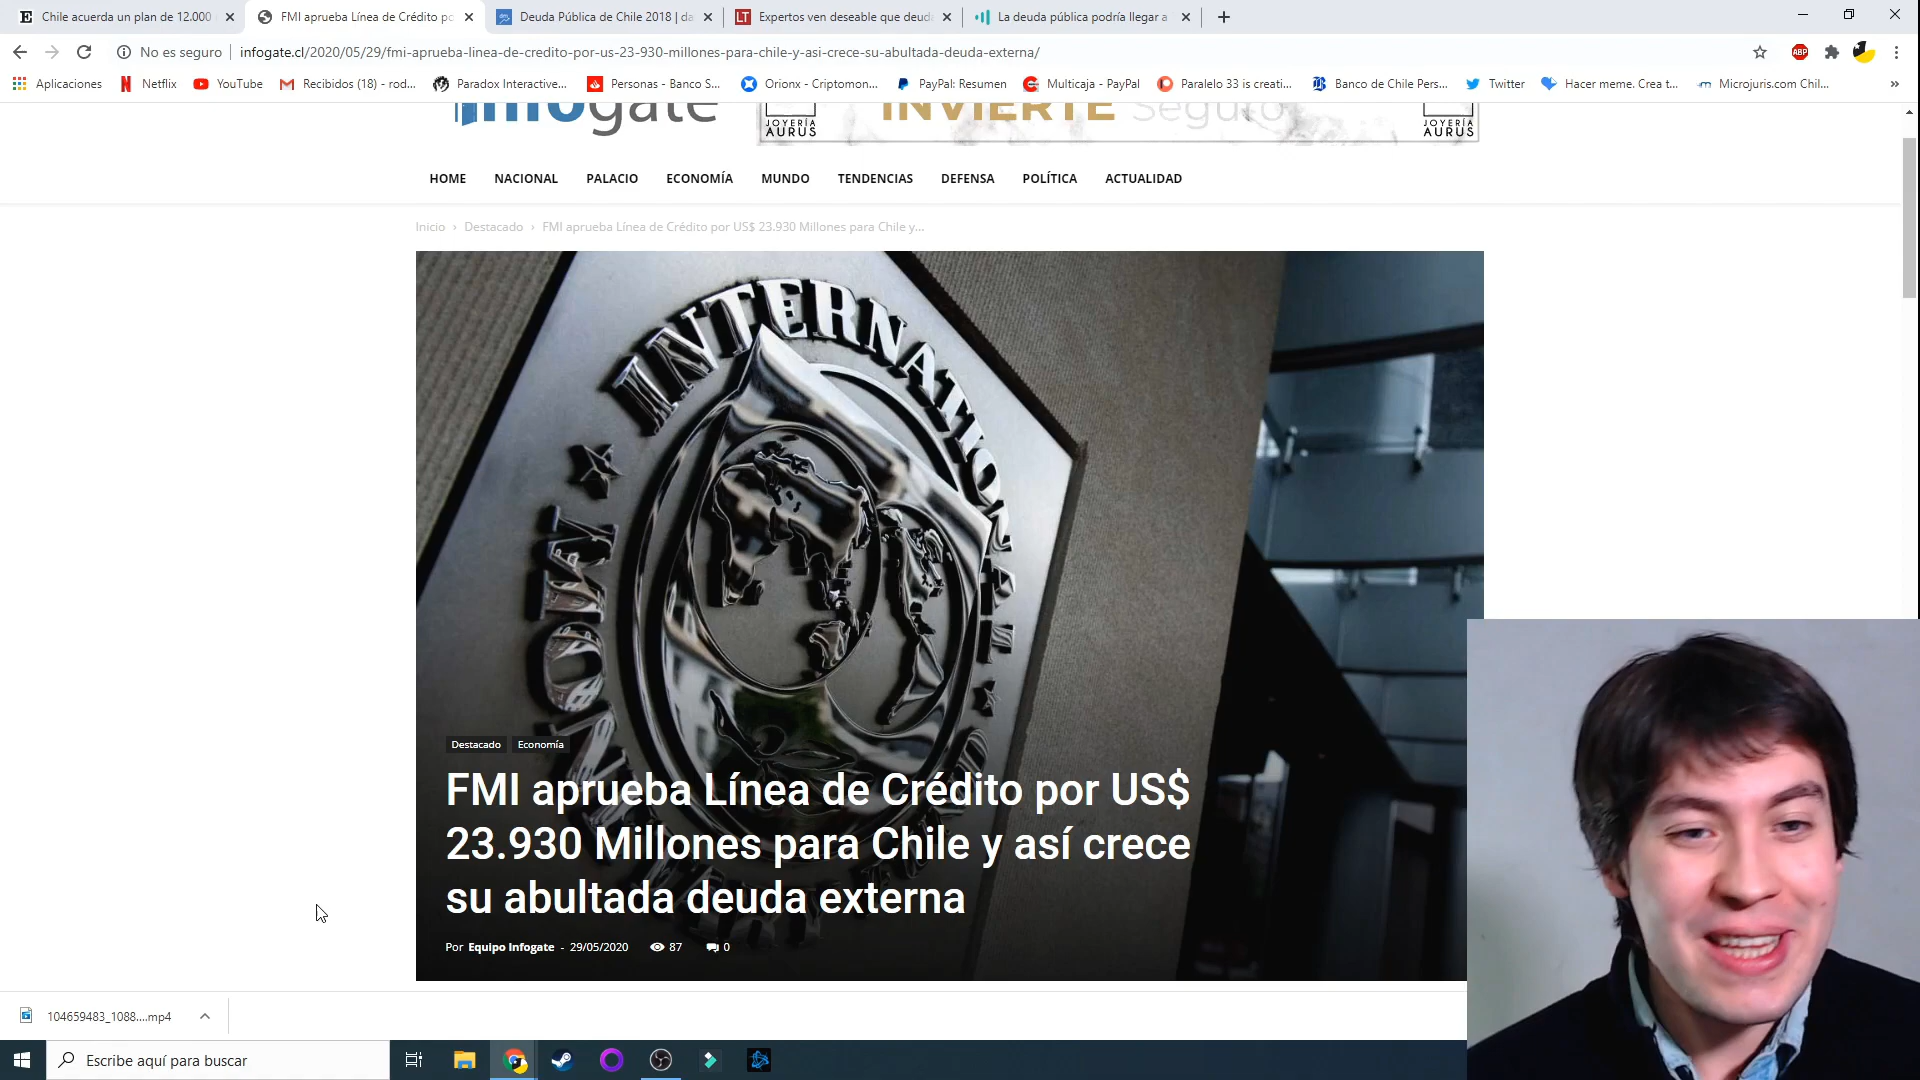 Chile acuerda un plan de 12.000
FMI aprueba Línea de Crédito po
Deuda Pública de Chile 2018 | da
Expertos ven deseable que deuda
La deuda pública podría llegar a
No es seguro
infogate.cl/2020/05/29/fmi-aprueba-linea-de-credito-por-us-23-930-millones-para-chile-y-asi-crece-su-abultada-deuda-externa/
ABP
Aplicaciones
Netflix
YouTube
Recibidos (18) - rod...
Paradox Interactive...
Personas - Banco S...
Orionx - Criptomon...
PayPal: Resumen
Multicaja - PayPal
Paralelo 33 is creati...
Banco de Chile Pers...
Twitter
Hacer meme. Crea t...
Microjuris.com Chil...
»
infogate
JOYERÍA
AURUS
INVIERTE Seguro
JOYERÍA
AURUS
HOME
NACIONAL
PALACIO
ECONOMÍA
MUNDO
TENDENCIAS
DEFENSA
POLÍTICA
ACTUALIDAD
Inicio › Destacado › FMI aprueba Línea de Crédito por US$ 23.930 Millones para Chile y...
INTERNATIONAL
Destacado
Economía
FMI aprueba Línea de Crédito por US$
23.930 Millones para Chile y así crece
su abultada deuda externa
Por Equipo Infogate - 29/05/2020
87
0
104659483_1088....mp4
Escribe aquí para buscar